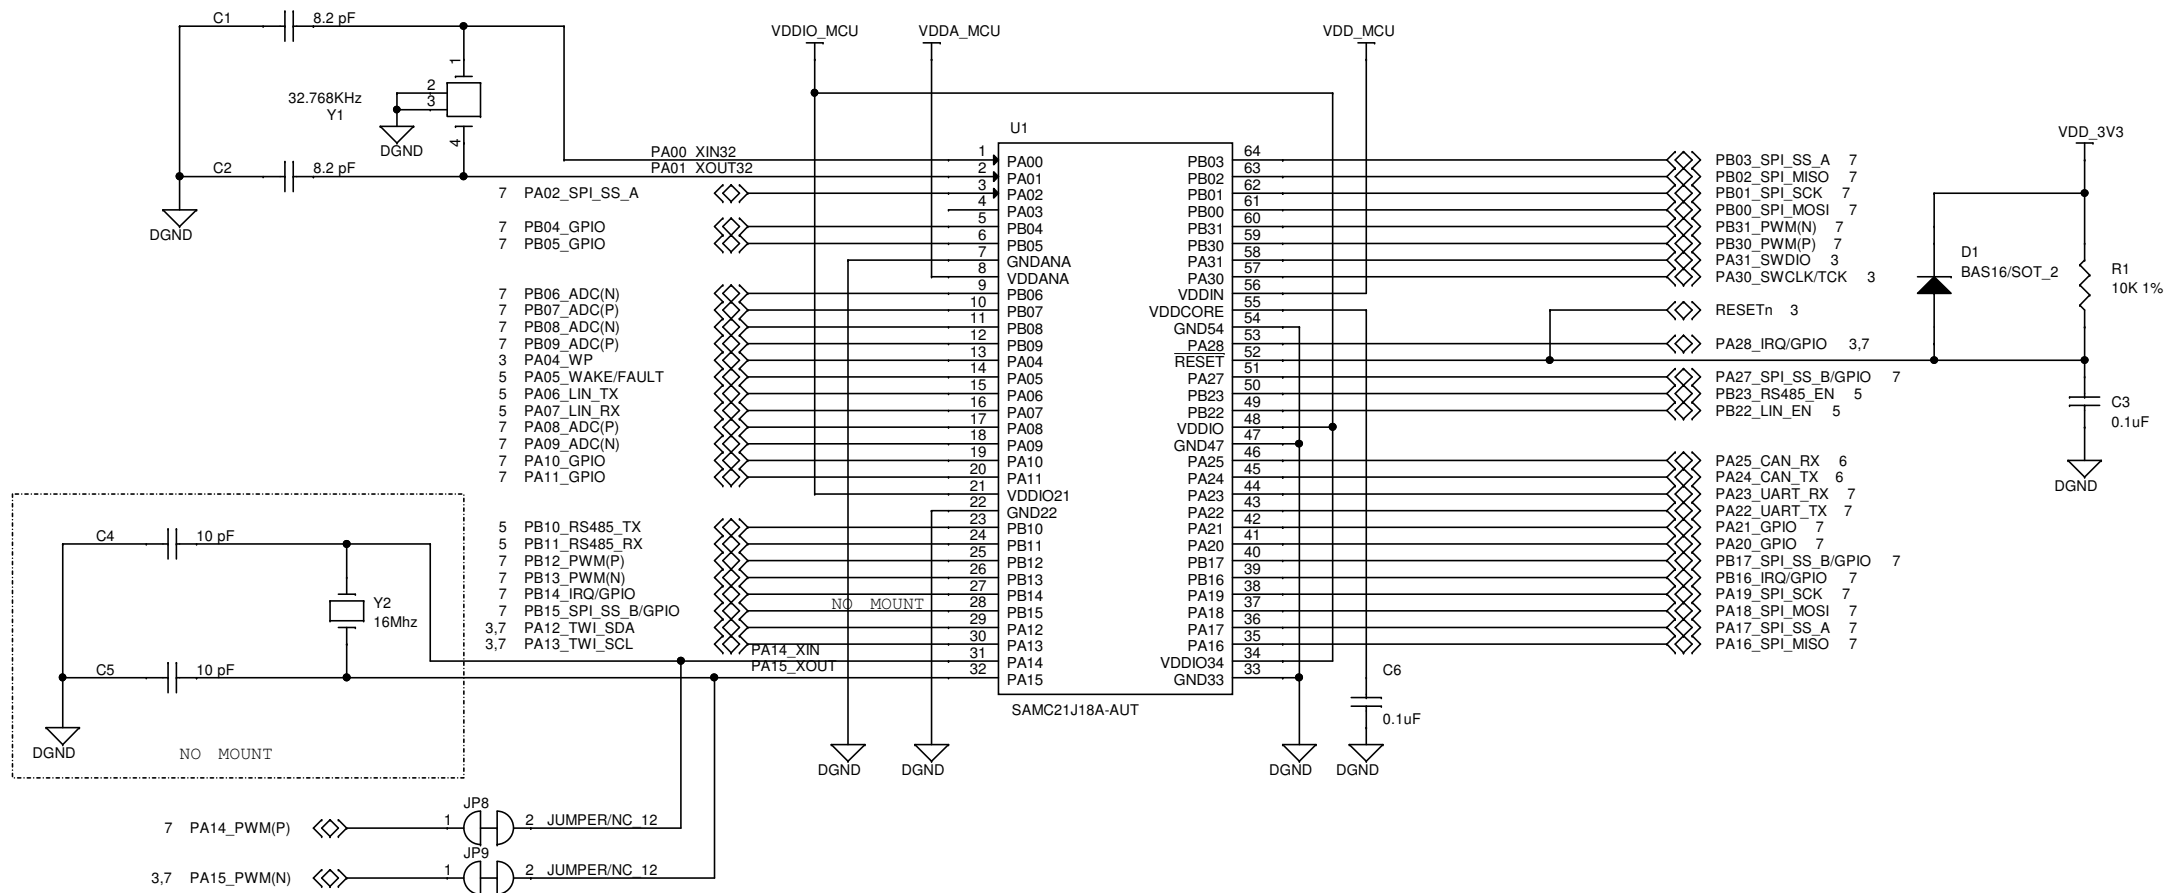 C1 8.2 pF
32.768KHz
Y1
1
2
3
4
DGND
C2 8.2 pF
DGND
VDDIO_MCU
VDDA_MCU
VDD_MCU
VDD_3V3
U1
PA00_XIN32 1 PA00
PA01_XOUT32 2 PA01
7 PA02_SPI_SS_A 3 PA02
4 PA03
7 PB04_GPIO 5 PB04
7 PB05_GPIO 6 PB05
7 GNDANA
8 VDDANA
7 PB06_ADC(N) 9 PB06
7 PB07_ADC(P) 10 PB07
7 PB08_ADC(N) 11 PB08
7 PB09_ADC(P) 12 PB09
3 PA04_WP 13 PA04
5 PA05_WAKE/FAULT 14 PA05
5 PA06_LIN_TX 15 PA06
5 PA07_LIN_RX 16 PA07
7 PA08_ADC(P) 17 PA08
7 PA09_ADC(N) 18 PA09
7 PA10_GPIO 19 PA10
7 PA11_GPIO 20 PA11
21 VDDIO21
22 GND22
5 PB10_RS485_TX 23 PB10
5 PB11_RS485_RX 24 PB11
7 PB12_PWM(P) 25 PB12
7 PB13_PWM(N) 26 PB13
7 PB14_IRQ/GPIO 27 PB14
NO MOUNT
7 PB15_SPI_SS_B/GPIO 28 PB15
3,7 PA12_TWI_SDA 29 PA12
3,7 PA13_TWI_SCL 30 PA13
PA14_XIN 31 PA14
PA15_XOUT 32 PA15
PB03 64 PB03_SPI_SS_A 7
PB02 63 PB02_SPI_MISO 7
PB01 62 PB01_SPI_SCK 7
PB00 61 PB00_SPI_MOSI 7
PB31 60 PB31_PWM(N) 7
PB30 59 PB30_PWM(P) 7
PA31 58 PA31_SWDIO 3
PA30 57 PA30_SWCLK/TCK 3
VDDIN 56
VDDCORE 55 RESETn 3
GND54 54
PA28 53 PA28_IRQ/GPIO 3,7
RESET 52
PA27 51 PA27_SPI_SS_B/GPIO 7
PB23 50 PB23_RS485_EN 5
PB22 49 PB22_LIN_EN 5
VDDIO 48
GND47 47
PA25 46 PA25_CAN_RX 6
PA24 45 PA24_CAN_TX 6
PA23 44 PA23_UART_RX 7
PA22 43 PA22_UART_TX 7
PA21 42 PA21_GPIO 7
PA20 41 PA20_GPIO 7
PB17 40 PB17_SPI_SS_B/GPIO 7
PB16 39 PB16_IRQ/GPIO 7
PA19 38 PA19_SPI_SCK 7
PA18 37 PA18_SPI_MOSI 7
PA17 36 PA17_SPI_SS_A 7
PA16 35 PA16_SPI_MISO 7
VDDIO34 34
GND33 33
SAMC21J18A-AUT
D1
BAS16/SOT_2
R1
10K 1%
C3
0.1uF
DGND
C6
0.1uF
DGND DGND DGND DGND
C4 10 pF
Y2
16Mhz
C5 10 pF
DGND
NO MOUNT
JP8
7 PA14_PWM(P) 1 2 JUMPER/NC_12
JP9
3,7 PA15_PWM(N) 1 2 JUMPER/NC_12